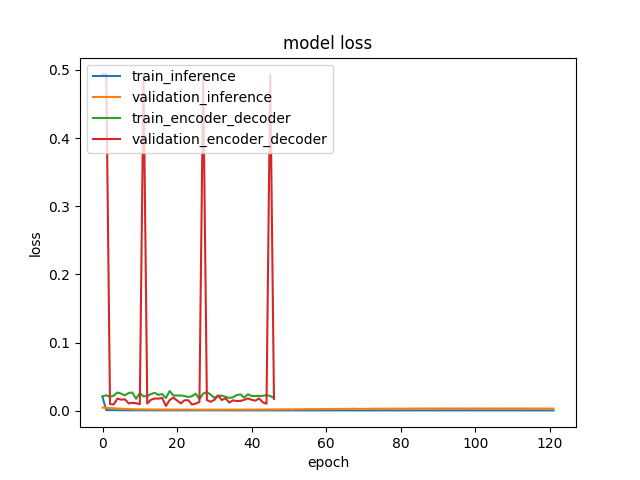 model loss
train_inference
validation_inference
train_encoder_decoder
validation_encoder_decoder
0.5
0.4
0.3
0.2
0.1
0.0
loss
0 20 40 60 80 100 120
epoch